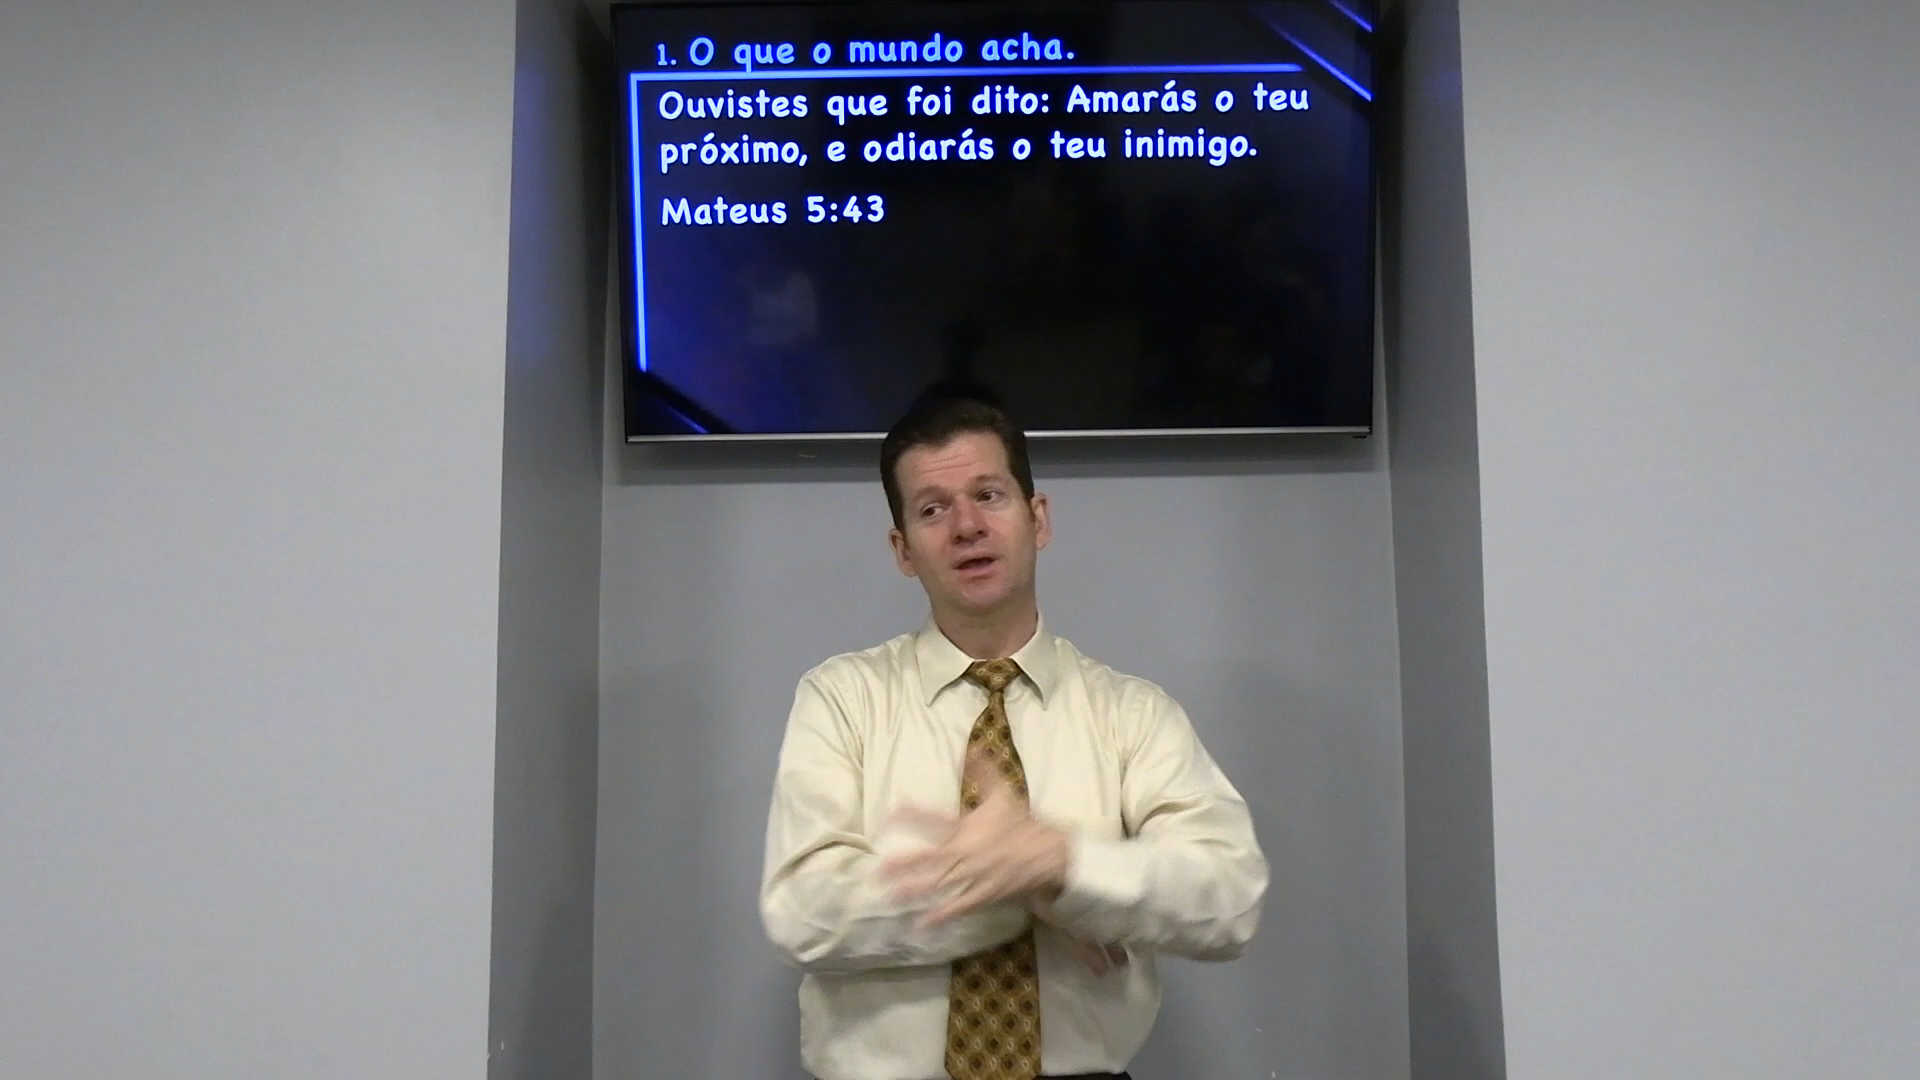 1. O que o mundo acha.
Ouvistes que foi dito: Amarás o teu
próximo, e odiarás o teu inimigo.
Mateus 5:43